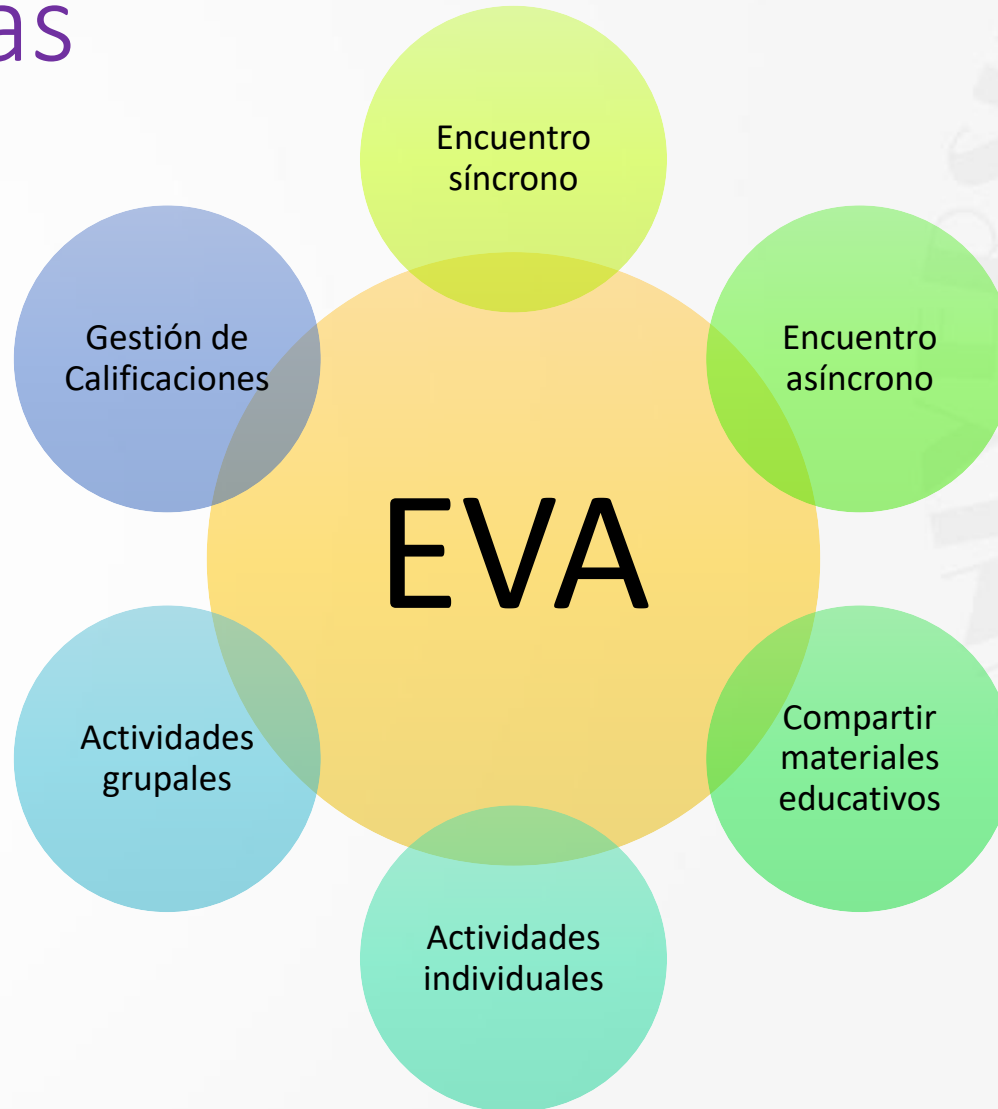 as
Encuentro
síncrono
Encuentro
asíncrono
Compartir
materiales
educativos
Actividades
individuales
Actividades
grupales
Gestión de
Calificaciones
EVA